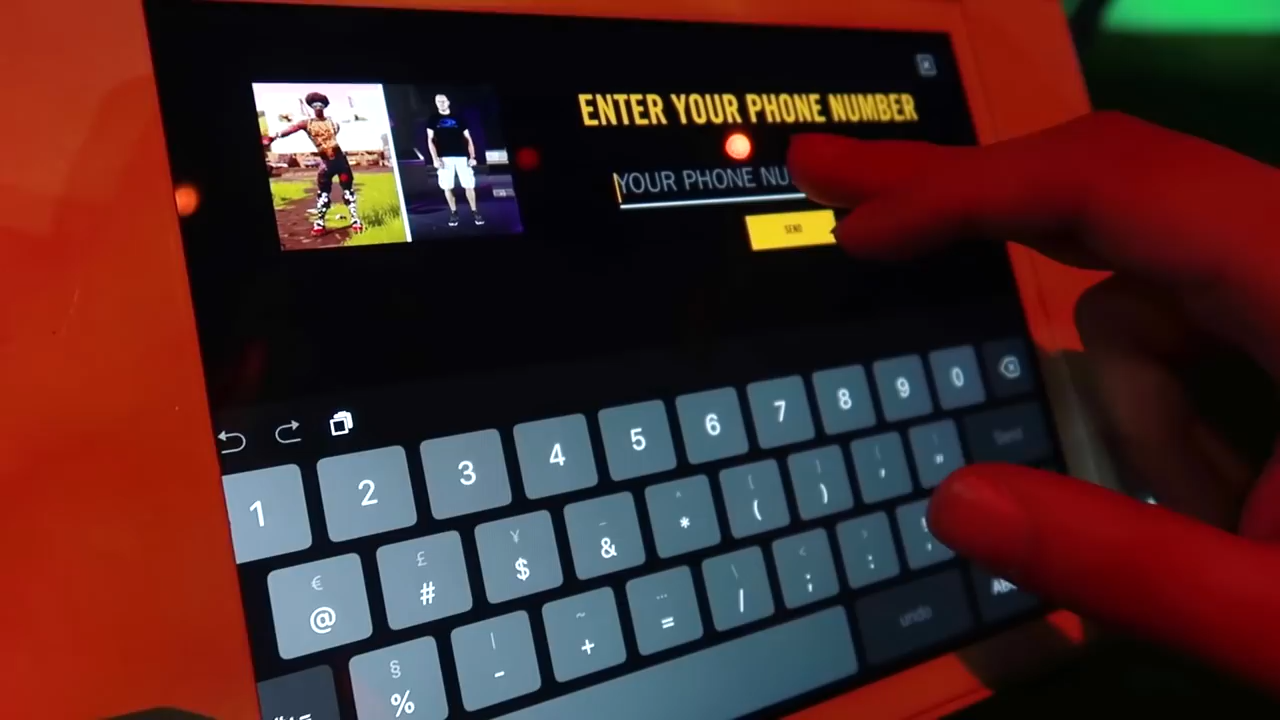 ENTER YOUR PHONE NUMBER
YOUR PHONE NU
SEND
1 2 3 4 5 6 7 8 9 0
€ £ ¥ _ ^ [ ]
@ # $ & * ( ) ' "
§ | ~ … \ < >
% - + = / ; :
undo